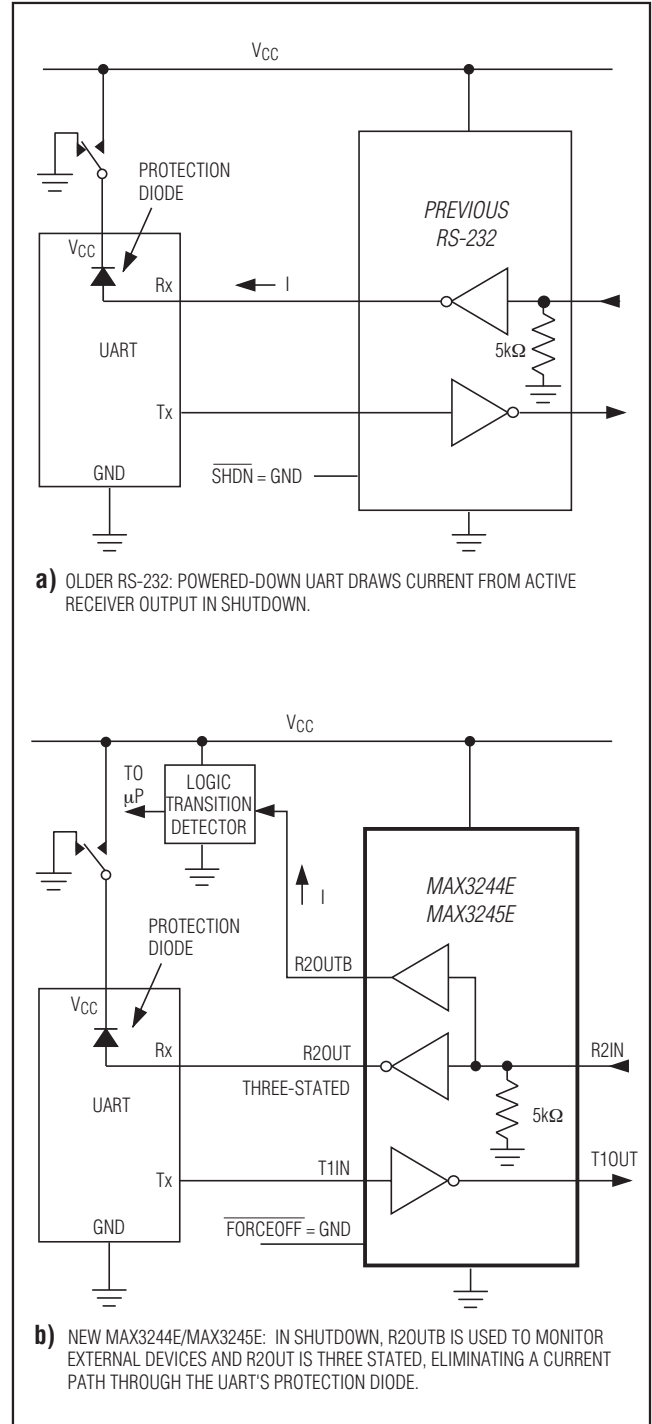 VCC
PROTECTION
DIODE
PREVIOUS
RS-232
VCC
Rx
I
UART
5kΩ
Tx
GND
SHDN = GND
a) OLDER RS-232: POWERED-DOWN UART DRAWS CURRENT FROM ACTIVE
RECEIVER OUTPUT IN SHUTDOWN.
VCC
TO
μP
LOGIC
TRANSITION
DETECTOR
MAX3244E
MAX3245E
I
PROTECTION
DIODE
R2OUTB
VCC
Rx
R2OUT
R2IN
THREE-STATED
UART
5kΩ
Tx
T1IN
T1OUT
GND
FORCEOFF = GND
b) NEW MAX3244E/MAX3245E: IN SHUTDOWN, R2OUTB IS USED TO MONITOR
EXTERNAL DEVICES AND R2OUT IS THREE STATED, ELIMINATING A CURRENT
PATH THROUGH THE UART'S PROTECTION DIODE.